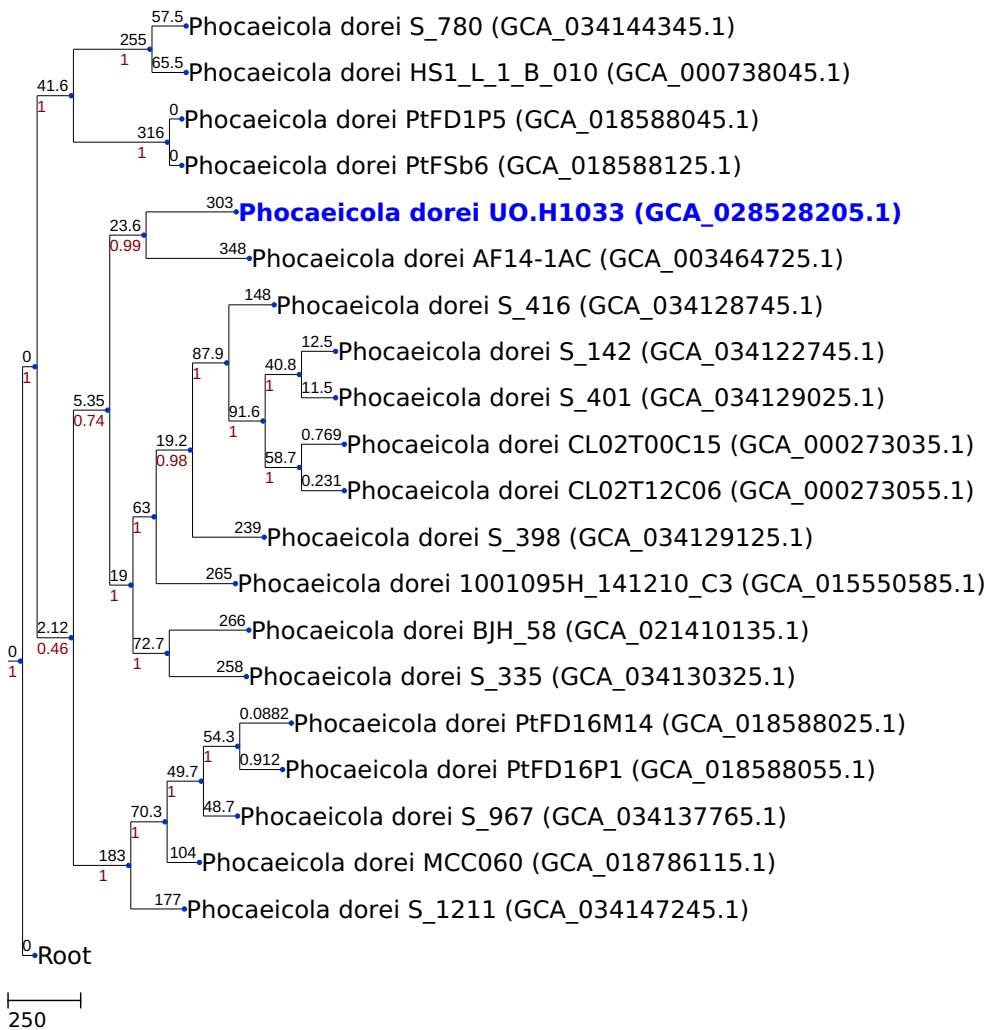 57.5
Phocaeicola dorei S_780 (GCA_034144345.1)
255
1
65.5
Phocaeicola dorei HS1_L_1_B_010 (GCA_000738045.1)
41.6
1
0
Phocaeicola dorei PtFD1P5 (GCA_018588045.1)
316
1
0
Phocaeicola dorei PtFSb6 (GCA_018588125.1)
303
Phocaeicola dorei UO.H1033 (GCA_028528205.1)
23.6
0.99
348
Phocaeicola dorei AF14-1AC (GCA_003464725.1)
148
Phocaeicola dorei S_416 (GCA_034128745.1)
87.9
1
12.5
Phocaeicola dorei S_142 (GCA_034122745.1)
40.8
1
11.5
Phocaeicola dorei S_401 (GCA_034129025.1)
0
1
5.35
0.74
91.6
1
0.769
Phocaeicola dorei CL02T00C15 (GCA_000273035.1)
19.2
0.98
58.7
1
0.231
Phocaeicola dorei CL02T12C06 (GCA_000273055.1)
63
1
239
Phocaeicola dorei S_398 (GCA_034129125.1)
19
1
265
Phocaeicola dorei 1001095H_141210_C3 (GCA_015550585.1)
2.12
0.46
266
Phocaeicola dorei BJH_58 (GCA_021410135.1)
72.7
1
0
1
258
Phocaeicola dorei S_335 (GCA_034130325.1)
0.0882
Phocaeicola dorei PtFD16M14 (GCA_018588025.1)
54.3
1
0.912
Phocaeicola dorei PtFD16P1 (GCA_018588055.1)
49.7
1
48.7
Phocaeicola dorei S_967 (GCA_034137765.1)
70.3
1
104
Phocaeicola dorei MCC060 (GCA_018786115.1)
183
1
177
Phocaeicola dorei S_1211 (GCA_034147245.1)
0
Root
250